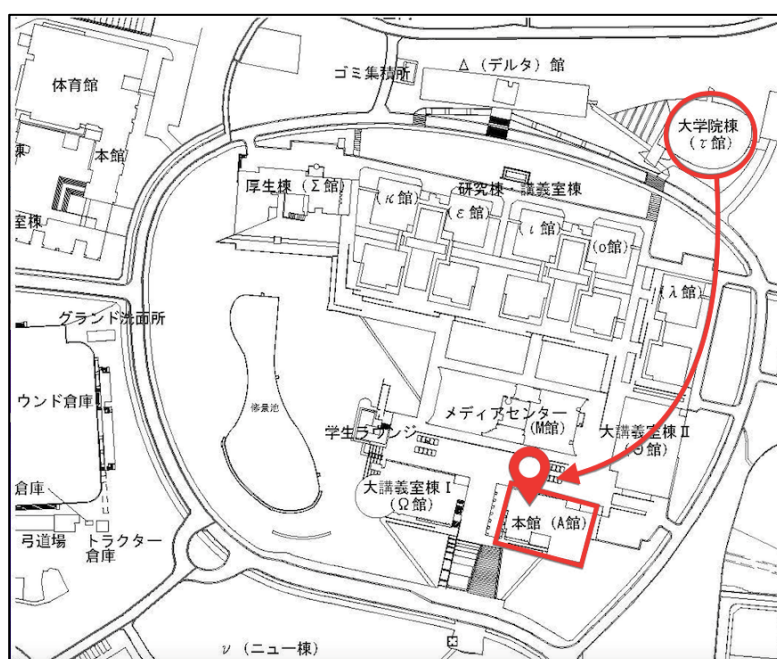 体育館
本館
棟
室棟
ゴミ集積所
Δ (デルタ) 館
大学院棟
(τ館)
厚生棟 (Σ館)
研究棟・講義室棟
(κ館)
(ε館)
(ι館)
(ο館)
(λ館)
グランド洗面所
ウンド倉庫
修景池
学生ラウンジ
メディアセンター
(M館)
大講義室棟Ⅱ
(Θ館)
大講義室棟Ⅰ
(Ω館)
本館 (A館)
倉庫
弓道場
トラクター
倉庫
ν (ニュー棟)